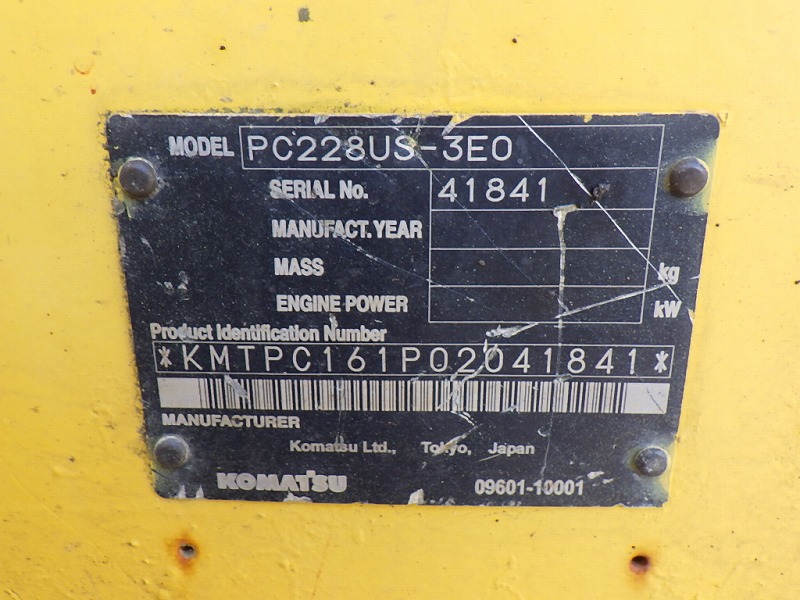 MODEL PC228US-3E0
SERIAL No. 41841
MANUFACT. YEAR
MASS kg
ENGINE POWER kW
Product Identification Number
*KMTPC161P02041841*
MANUFACTURER
Komatsu Ltd., Tokyo, Japan
KOMATSU 09601-10001